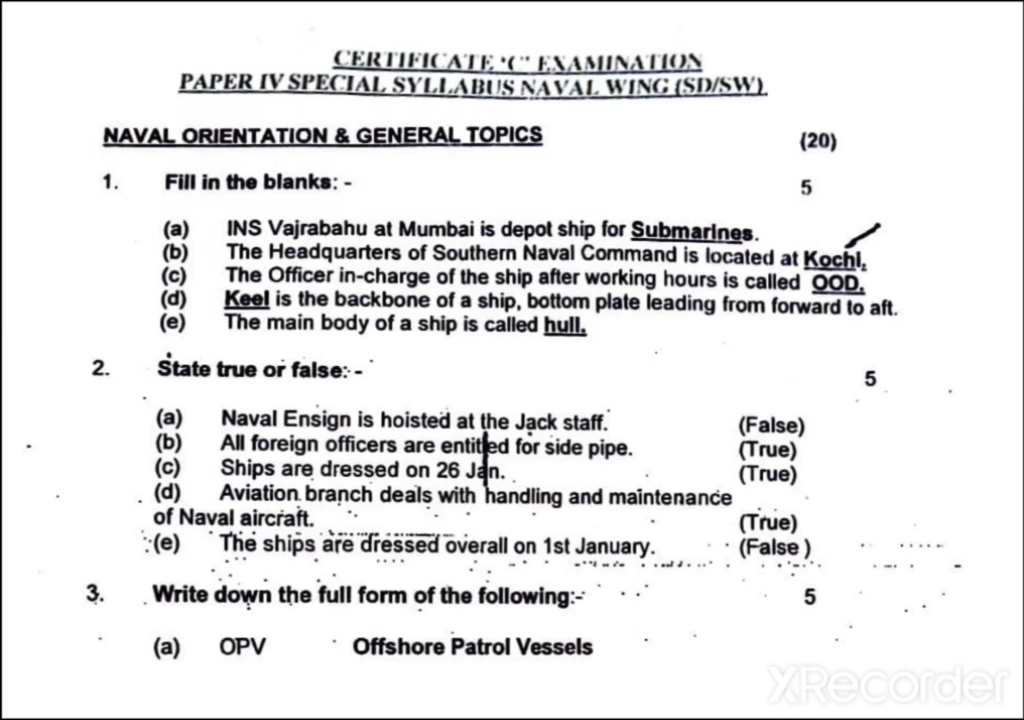 CERTIFICATE "C" EXAMINATION
PAPER IV SPECIAL SYLLABUS NAVAL WING (SD/SW)
NAVAL ORIENTATION & GENERAL TOPICS (20)
1. Fill in the blanks: - 5
(a) INS Vajrabahu at Mumbai is depot ship for Submarines.
(b) The Headquarters of Southern Naval Command is located at Kochi.
(c) The Officer in-charge of the ship after working hours is called OOD.
(d) Keel is the backbone of a ship, bottom plate leading from forward to aft.
(e) The main body of a ship is called hull.
2. State true or false:- 5
(a) Naval Ensign is hoisted at the Jack staff. (False)
(b) All foreign officers are entitled for side pipe. (True)
(c) Ships are dressed on 26 Jan. (True)
(d) Aviation branch deals with handling and maintenance
of Naval aircraft. (True)
(e) The ships are dressed overall on 1st January. (False )
3. Write down the full form of the following:- 5
(a) OPV Offshore Patrol Vessels
XRecorder